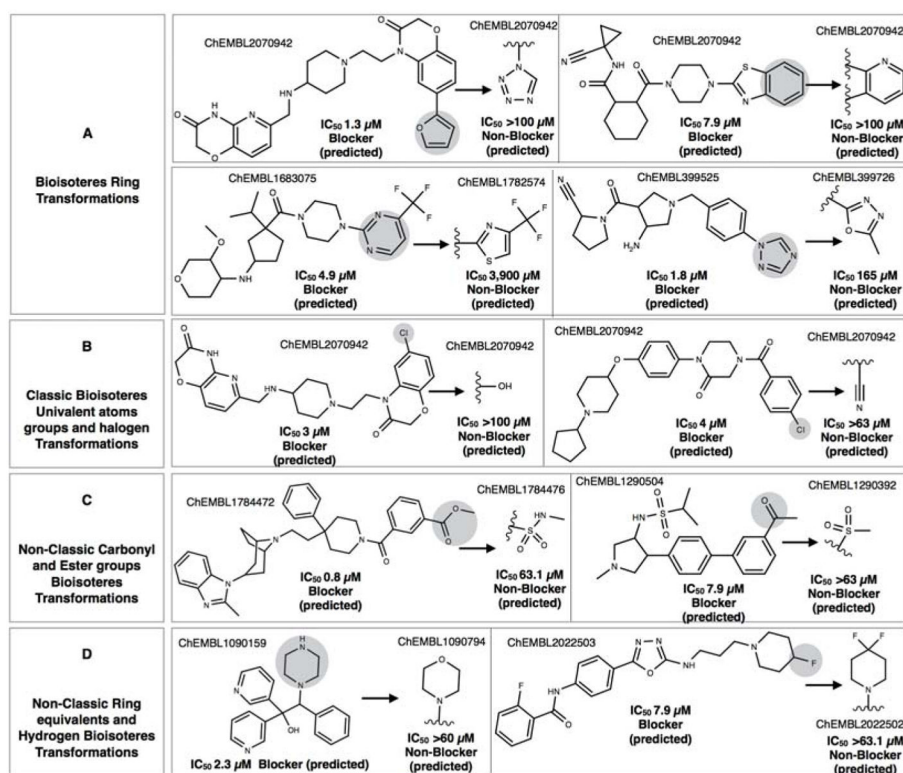 A
Bioisoteres Ring
Transformations
ChEMBL2070942
IC50 1.3 µM
Blocker
(predicted)
ChEMBL2070942
IC50 >100 µM
Non-Blocker
(predicted)
ChEMBL2070942
IC50 7.9 µM
Blocker
(predicted)
ChEMBL2070942
IC50 >100 µM
Non-Blocker
(predicted)
ChEMBL1683075
IC50 4.9 µM
Blocker
(predicted)
ChEMBL1782574
IC50 3,900 µM
Non-Blocker
(predicted)
ChEMBL399525
IC50 1.8 µM
Blocker
(predicted)
ChEMBL399726
IC50 165 µM
Non-Blocker
(predicted)
B
Classic Bioisoteres
Univalent atoms
groups and halogen
Transformations
ChEMBL2070942
IC50 3 µM
Blocker
(predicted)
ChEMBL2070942
IC50 >100 µM
Non-Blocker
(predicted)
ChEMBL2070942
IC50 4 µM
Blocker
(predicted)
ChEMBL2070942
IC50 >63 µM
Non-Blocker
(predicted)
C
Non-Classic Carbonyl
and Ester groups
Bioisoteres
Transformations
ChEMBL1784472
IC50 0.8 µM
Blocker
(predicted)
ChEMBL1784476
IC50 63.1 µM
Non-Blocker
(predicted)
ChEMBL1290504
IC50 7.9 µM
Blocker
(predicted)
ChEMBL1290392
IC50 >63 µM
Non-Blocker
(predicted)
D
Non-Classic Ring
equivalents and
Hydrogen Bioisoteres
Transformations
ChEMBL1090159
IC50 2.3 µM Blocker (predicted)
ChEMBL1090794
IC50 >60 µM
Non-Blocker
(predicted)
ChEMBL2022503
IC50 7.9 µM
Blocker
(predicted)
ChEMBL2022502
IC50 >63.1 µM
Non-Blocker
(predicted)